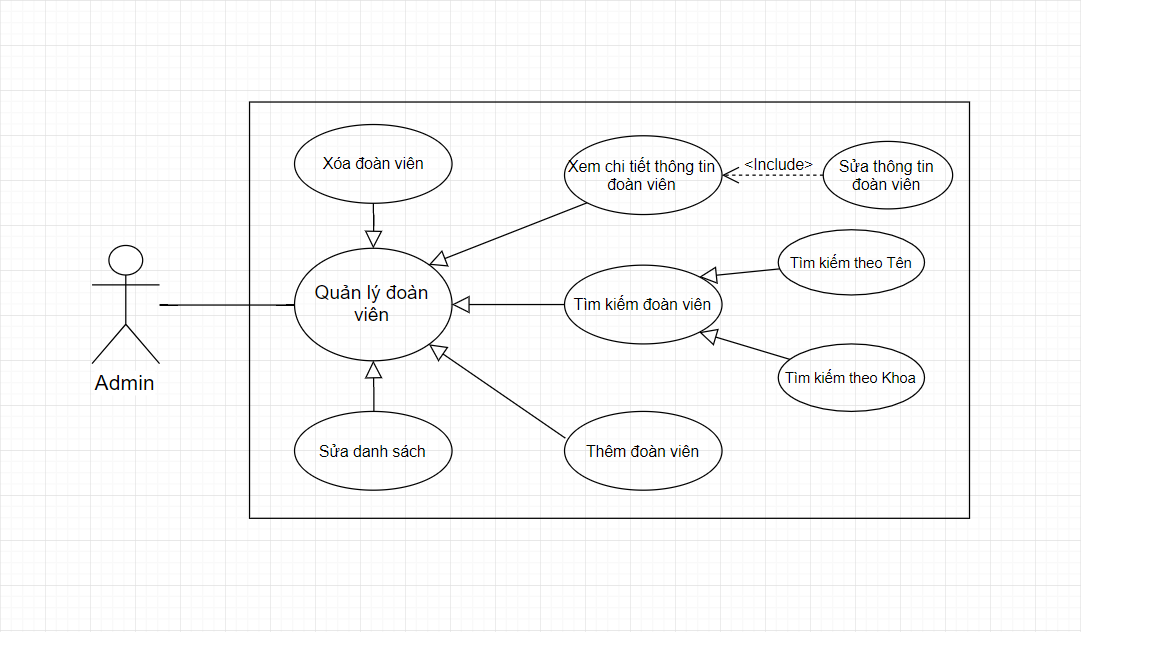 Xóa đoàn viên
Xem chi tiết thông tin
đoàn viên
<Include>
Sửa thông tin
đoàn viên
Quản lý đoàn
viên
Tìm kiếm đoàn viên
Tìm kiếm theo Tên
Tìm kiếm theo Khoa
Admin
Sửa danh sách
Thêm đoàn viên